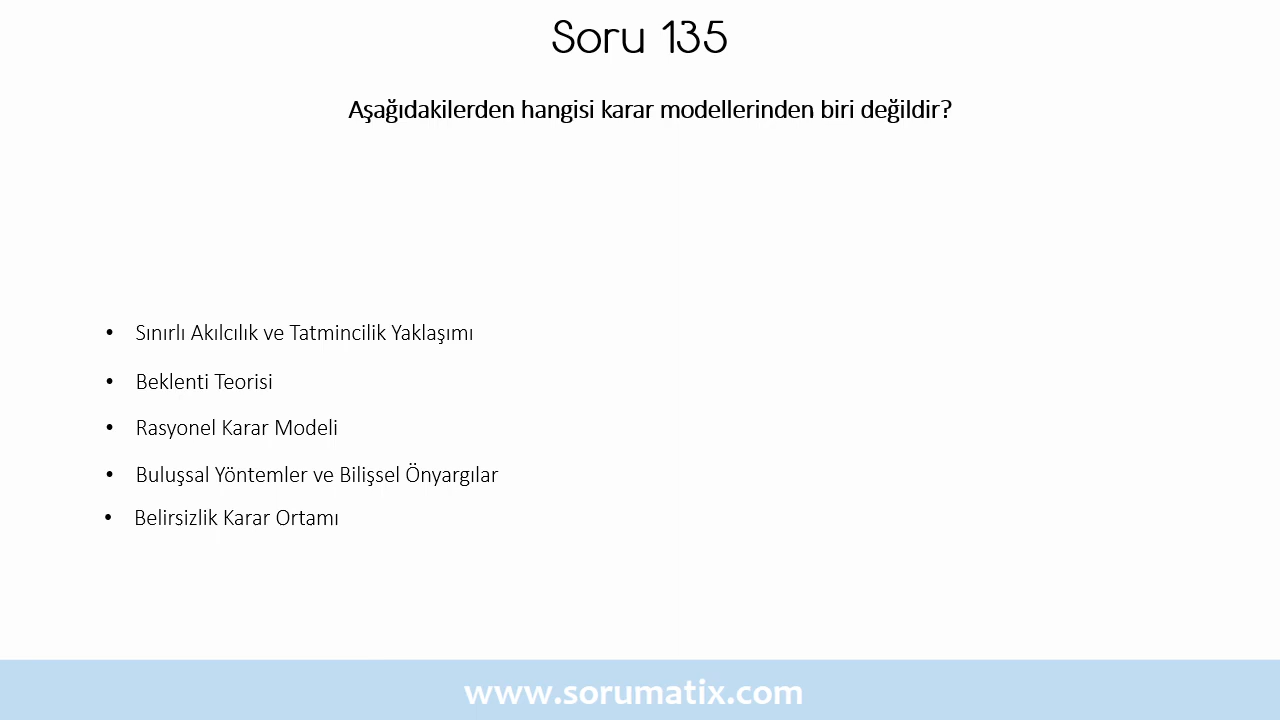 Soru 135
Aşağıdakilerden hangisi karar modellerinden biri değildir?
• Sınırlı Akılcılık ve Tatmincilik Yaklaşımı
• Beklenti Teorisi
• Rasyonel Karar Modeli
• Buluşsal Yöntemler ve Bilişsel Önyargılar
• Belirsizlik Karar Ortamı
www.sorumatix.com